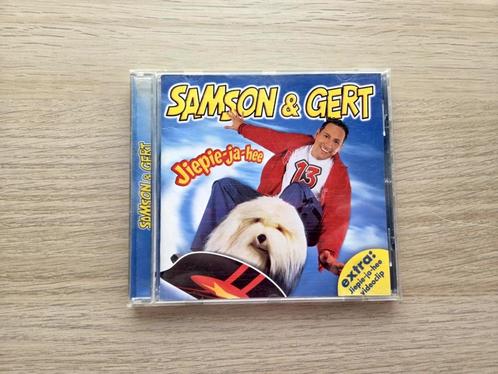 SAMSON & GERT
SAMSON & GERT
Jiepie-ja-hee
13
extra:
Jiepie-ja-hee
videoclip